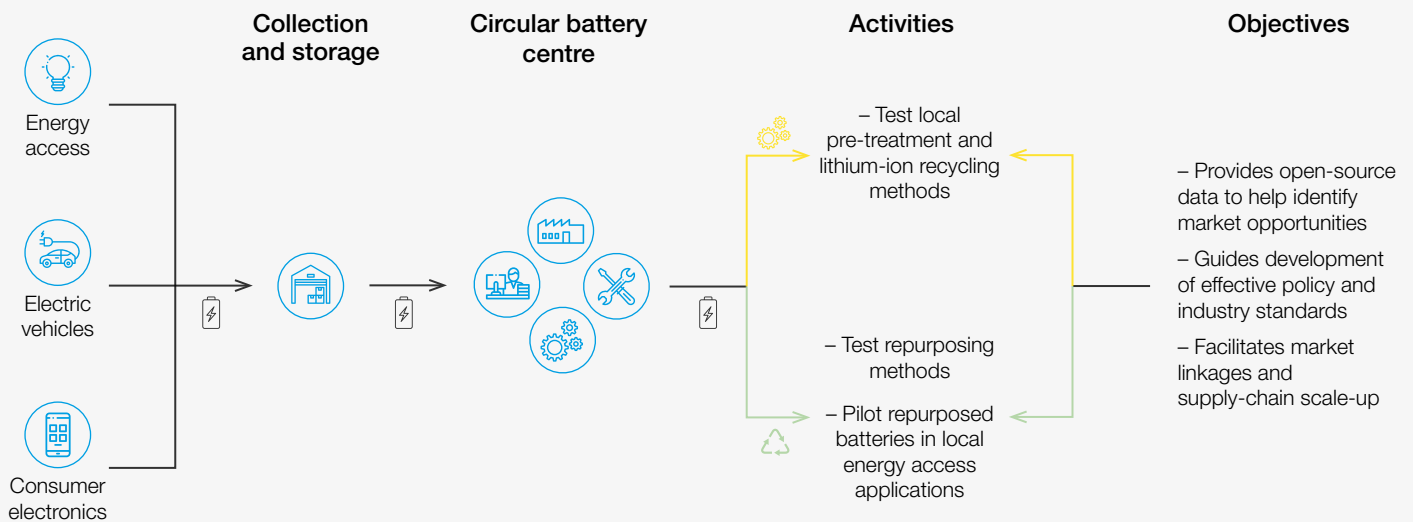 Collection
and storage
Circular battery
centre
Activities
Objectives
Energy
access
Electric
vehicles
Consumer
electronics
– Test local
pre-treatment and
lithium-ion recycling
methods
– Test repurposing
methods
– Pilot repurposed
batteries in local
energy access
applications
– Provides open-source
data to help identify
market opportunities
– Guides development
of effective policy and
industry standards
– Facilitates market
linkages and
supply-chain scale-up